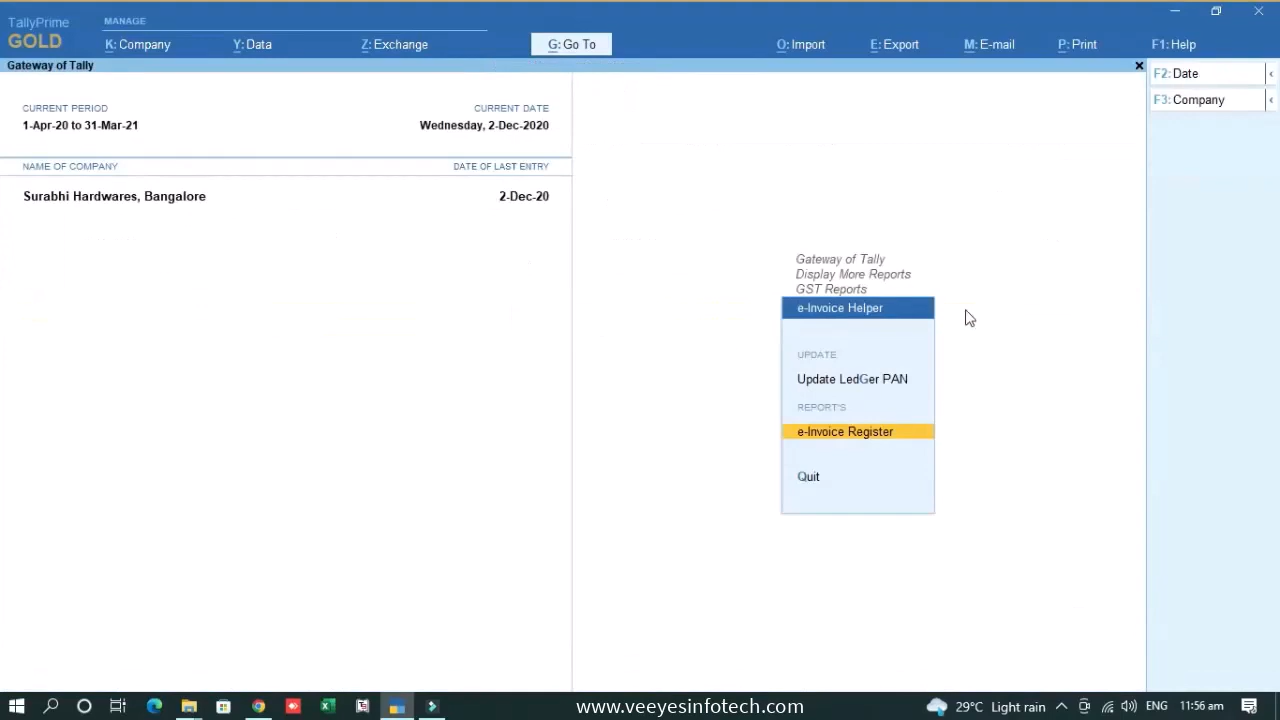 TallyPrime
GOLD
MANAGE
K: Company
Y: Data
Z: Exchange
G: Go To
O: Import
E: Export
M: E-mail
P: Print
F1: Help
Gateway of Tally
F2: Date
F3: Company
CURRENT PERIOD
CURRENT DATE
1-Apr-20 to 31-Mar-21
Wednesday, 2-Dec-2020
NAME OF COMPANY
DATE OF LAST ENTRY
Surabhi Hardwares, Bangalore
2-Dec-20
Gateway of Tally
Display More Reports
GST Reports
e-Invoice Helper
UPDATE
Update LedGer PAN
REPORT'S
e-Invoice Register
Quit
www.veeyesinfotech.com
29°C Light rain
ENG
11:56 am